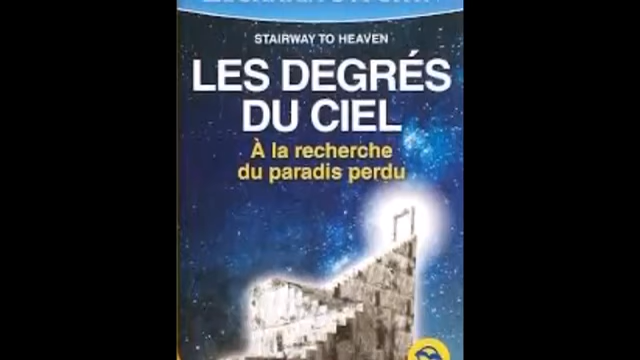 STAIRWAY TO HEAVEN
LES DEGRÉS
DU CIEL
À la recherche
du paradis perdu